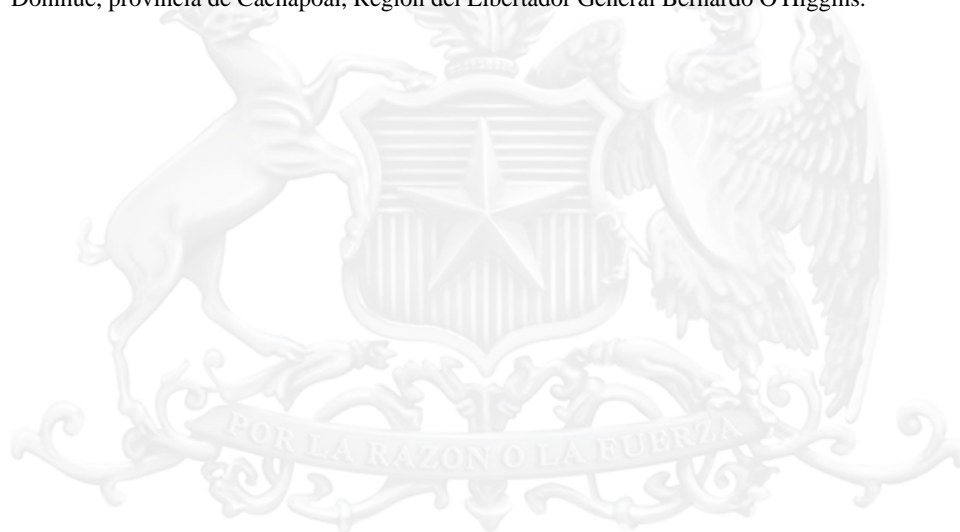 Doñihue, provincia de Cachapoal, Región del Libertador General Bernardo O'Higgins.
POR LA RAZON O LA FUERZA